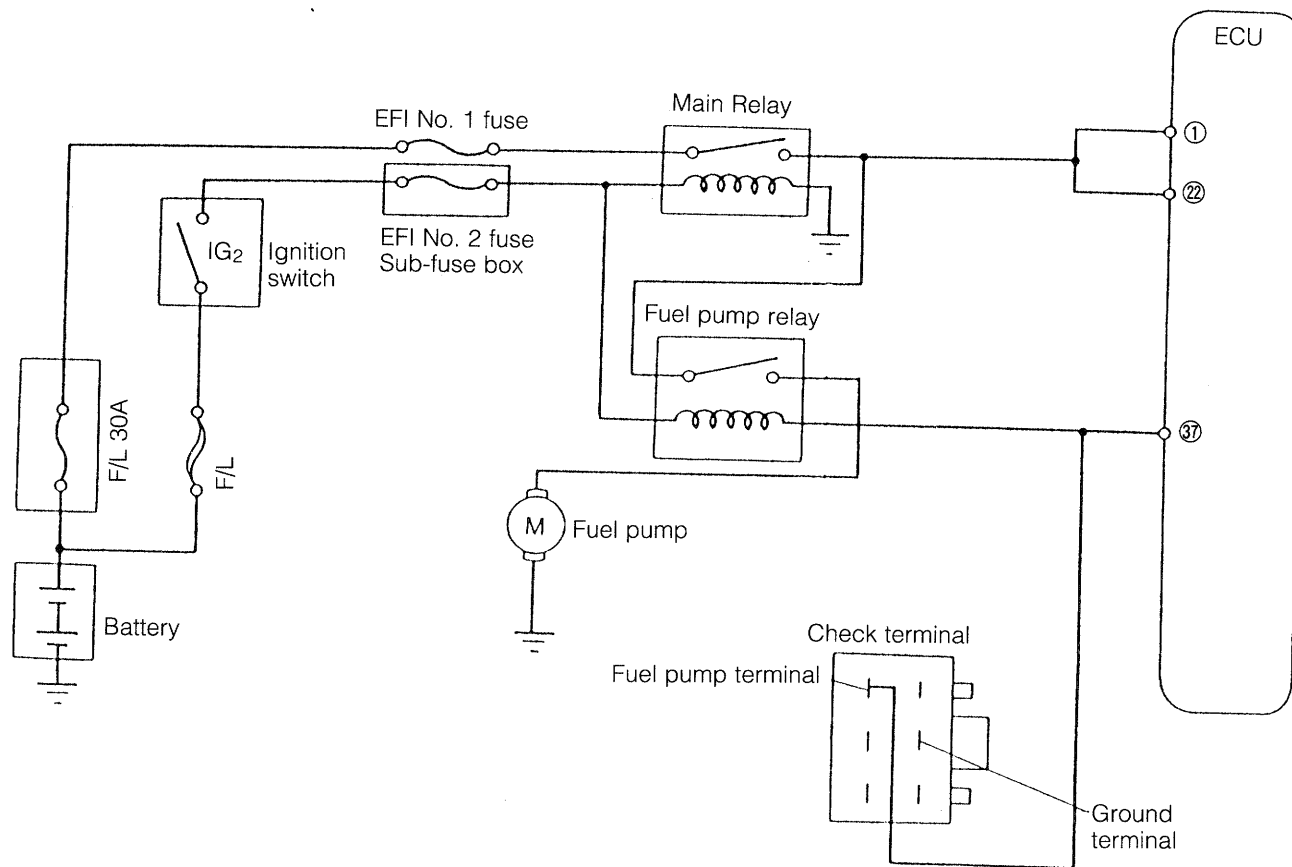 ECU
Main Relay
EFI No. 1 fuse
①
㉒
IG2
Ignition
switch
EFI No. 2 fuse
Sub-fuse box
Fuel pump relay
F/L 30A
F/L
㊲
M
Fuel pump
Battery
Check terminal
Fuel pump terminal
Ground
terminal